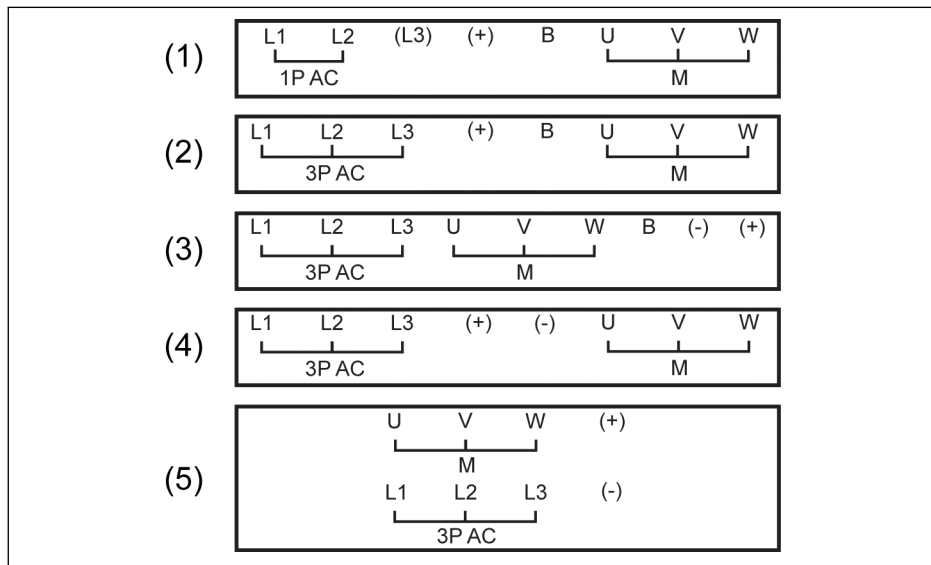 (1)
L1 L2 (L3) (+) B U V W
1P AC M
(2)
L1 L2 L3 (+) B U V W
3P AC M
(3)
L1 L2 L3 U V W B (-) (+)
3P AC M
(4)
L1 L2 L3 (+) (-) U V W
3P AC M
(5)
U V W (+)
M
L1 L2 L3 (-)
3P AC